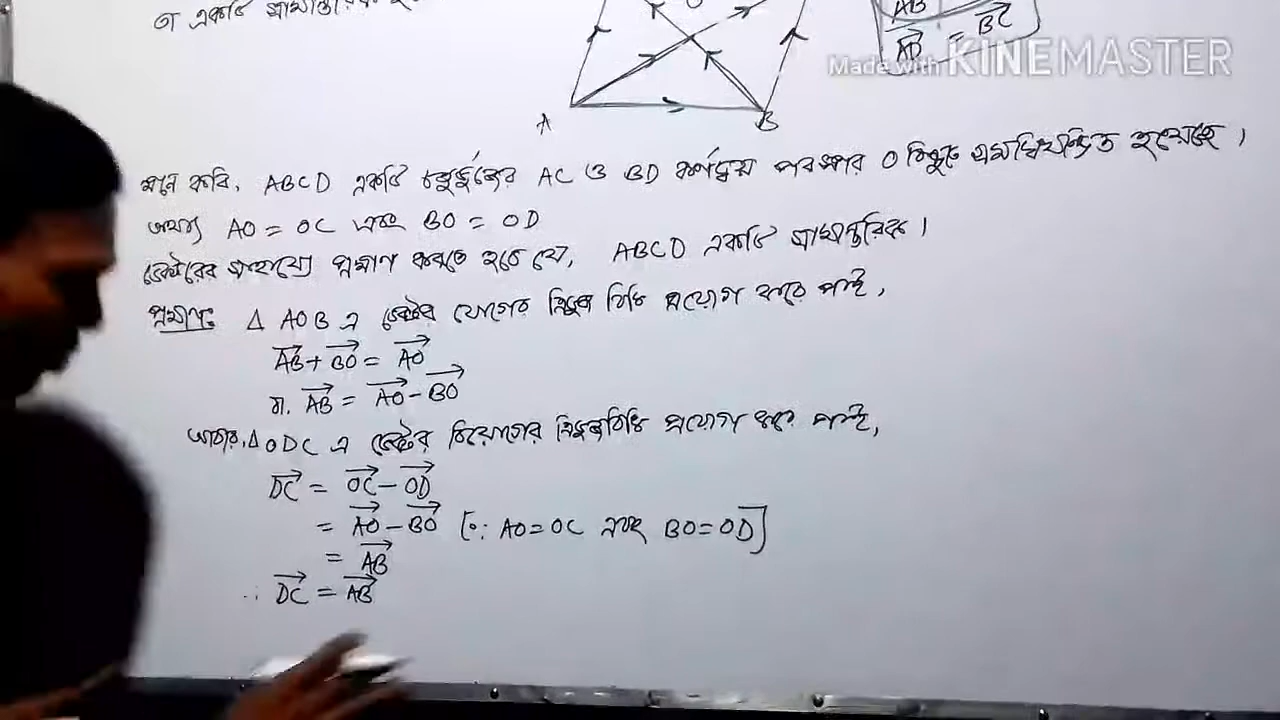 তা একটি সামান্তরিক
AB
AD = BC
Made with KINEMASTER
A B
মনে করি, ABCD একটি চতুর্ভুজের AC ও BD কর্ণদ্বয় পরস্পর O বিন্দুতে সমদ্বিখন্ডিত হয়েছে।
অর্থাৎ AO = OC এবং BO = OD
ভেক্টরের সাহায্যে প্রমাণ করতে হবে যে, ABCD একটি সামান্তরিক।
প্রমাণঃ Δ AOB এ ভেক্টর যোগের ত্রিভুজ বিধি প্রয়োগ করে পাই,
AB + BO = AO
বা, AB = AO - BO
আবার, Δ ODC এ ভেক্টর বিয়োগের ত্রিভুজবিধি প্রয়োগ করে পাই,
DC = OC - OD
= AO - BO [∵ AO = OC এবং BO = OD]
= AB
∴ DC = AB